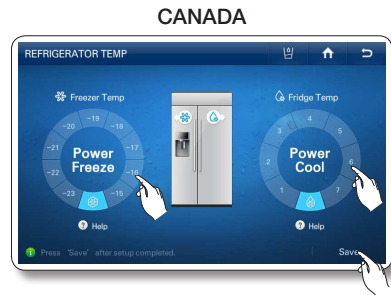 CANADA
REFRIGERATOR TEMP
Freezer Temp
-19
-20 -18
-21 -17
Power
Freeze
-22 -16
-23 -15
Help
Fridge Temp
4
3 5
Power
Cool
2 6
1 7
Help
Press 'Save' after setup completed.
Save